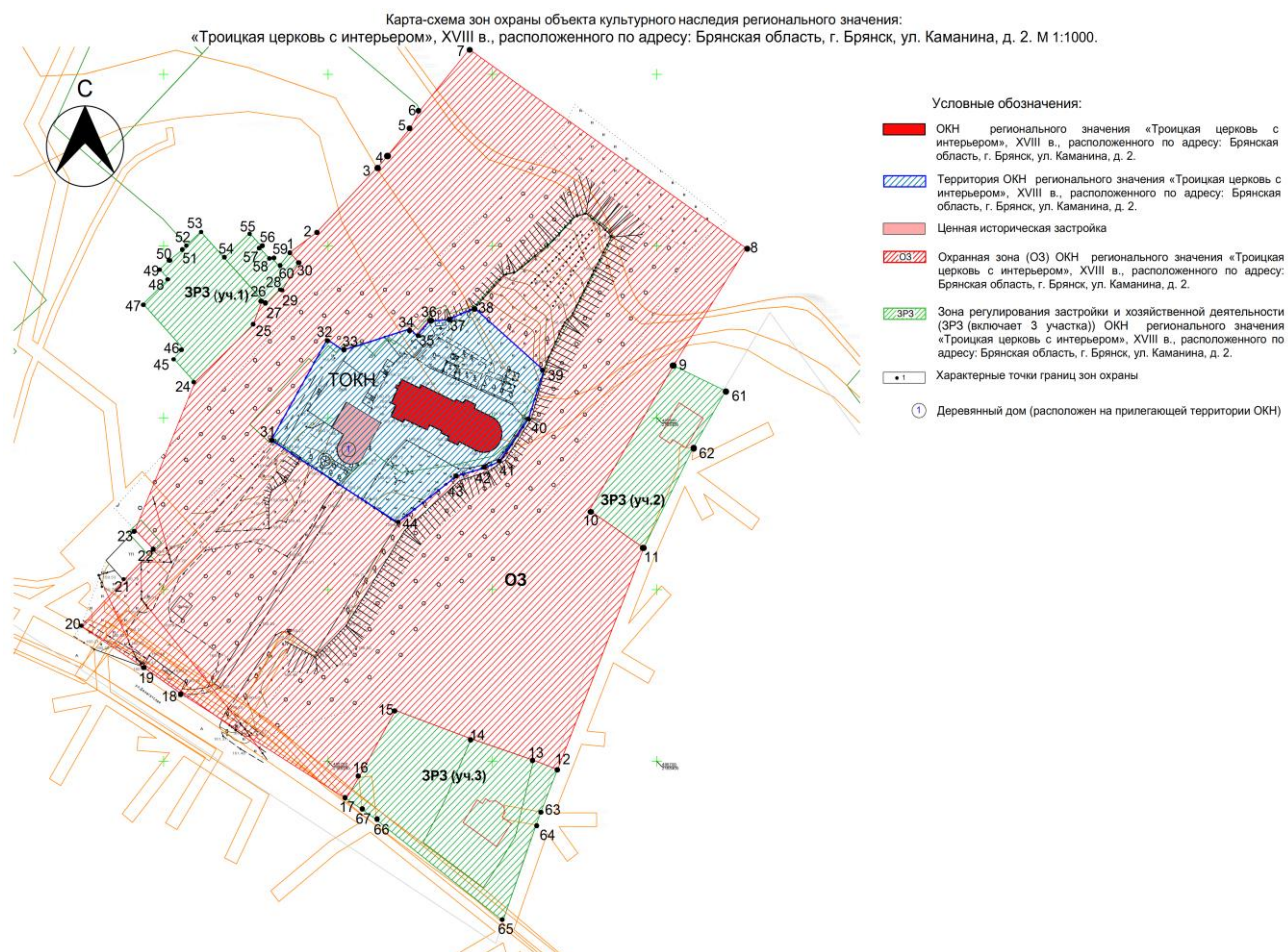 Карта-схема зон охраны объекта культурного наследия регионального значения:
«Троицкая церковь с интерьером», XVIII в., расположенного по адресу: Брянская область, г. Брянск, ул. Каманина, д. 2. М 1:1000.
С
Условные обозначения:
ОКН регионального значения «Троицкая церковь с
интерьером», XVIII в., расположенного по адресу: Брянская
область, г. Брянск, ул. Каманина, д. 2.
Территория ОКН регионального значения «Троицкая церковь с
интерьером», XVIII в., расположенного по адресу: Брянская
область, г. Брянск, ул. Каманина, д. 2.
Ценная историческая застройка
ОЗ
Охранная зона (ОЗ) ОКН регионального значения «Троицкая
церковь с интерьером», XVIII в., расположенного по адресу:
Брянская область, г. Брянск, ул. Каманина, д. 2.
ЗРЗ
Зона регулирования застройки и хозяйственной деятельности
(ЗРЗ (включает 3 участка)) ОКН регионального значения
«Троицкая церковь с интерьером», XVIII в., расположенного по
адресу: Брянская область, г. Брянск, ул. Каманина, д. 2.
• 1
Характерные точки границ зон охраны
1
Деревянный дом (расположен на прилегающей территории ОКН)
7
6
5
4
3
2
8
53
55
52
51
54
56
57
59
58
1
30
60
50
49
48
47
ЗРЗ (уч.1)
26
28
29
27
25
46
45
24
32
33
34
35
36
37
38
39
40
41
42
43
44
31
ТОКН
1
9
61
62
ЗРЗ (уч.2)
10
11
ОЗ
23
22
21
20
19
18
15
14
13
12
16
17
ЗРЗ (уч.3)
67
66
63
64
65